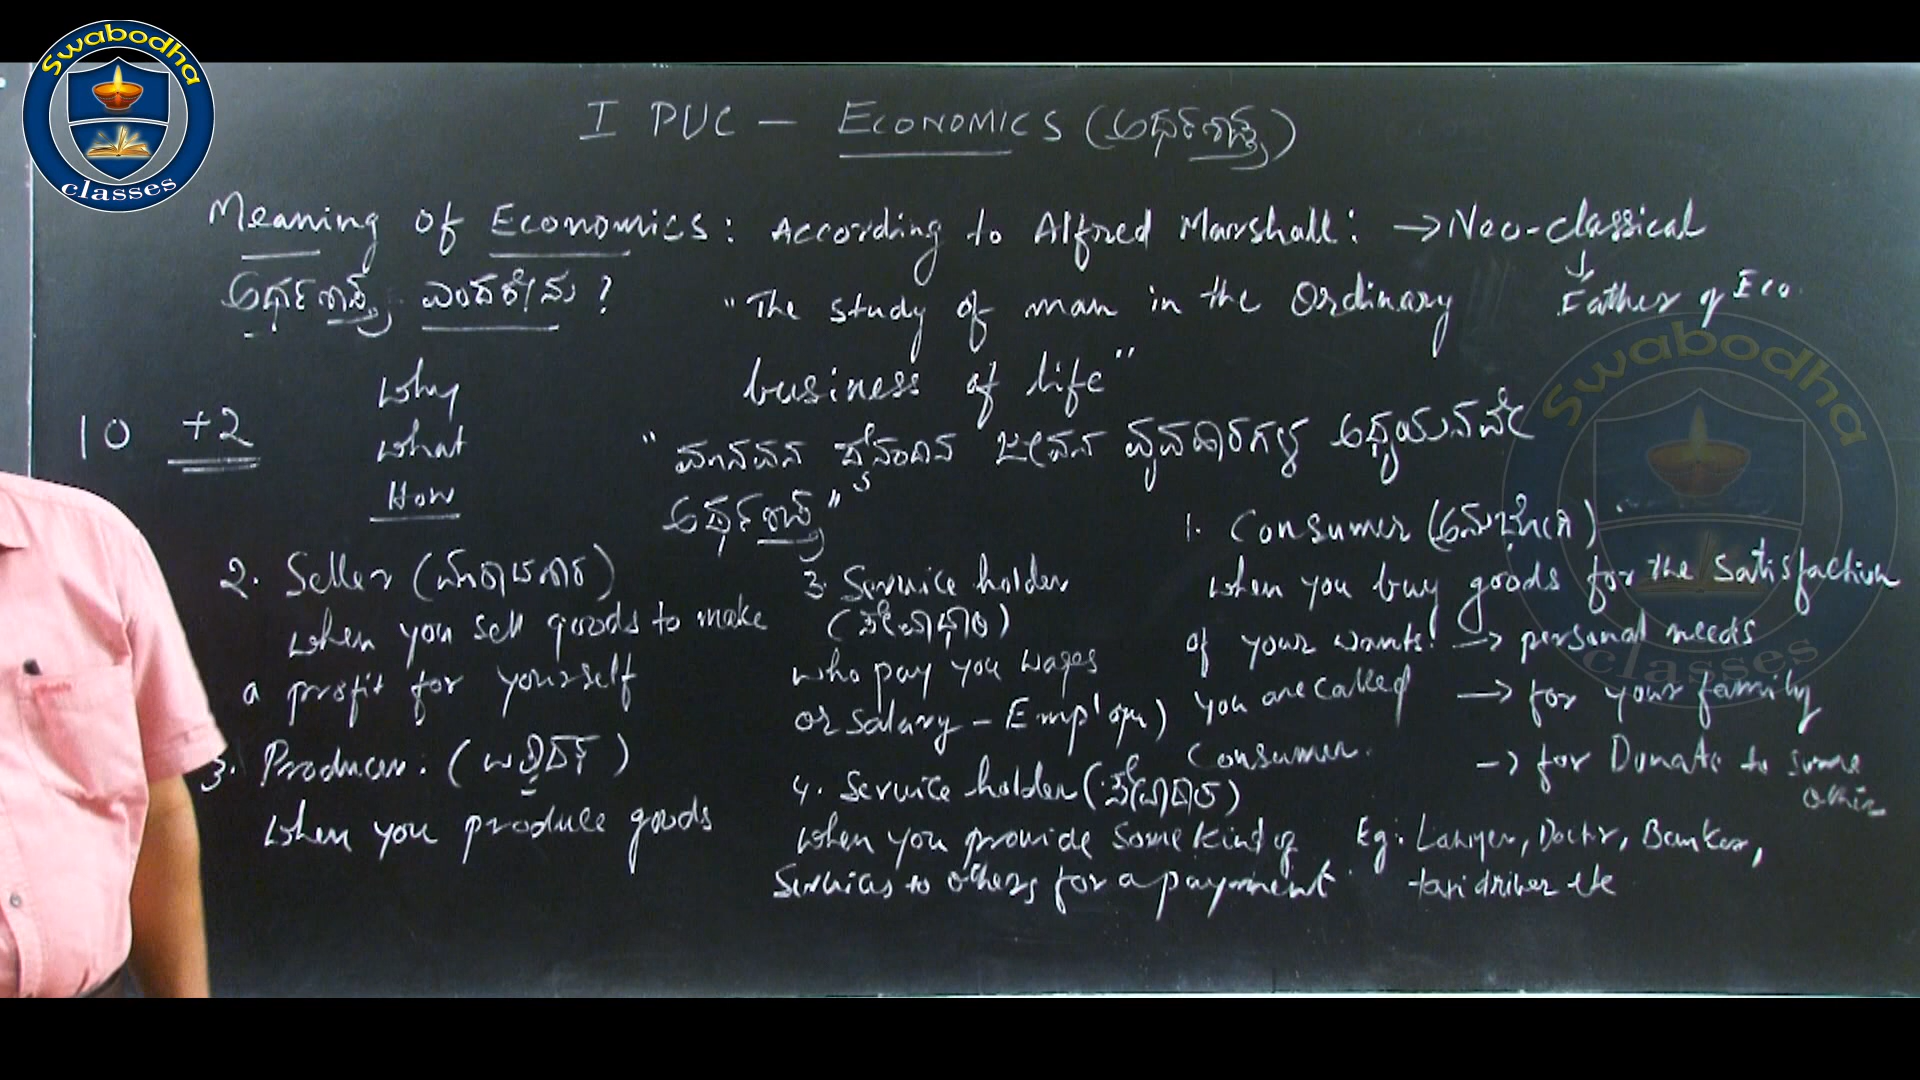 Swabodha
classes
I PUC – ECONOMICS (ಅರ್ಥಶಾಸ್ತ್ರ)
Meaning of Economics: According to Alfred Marshall: → Neo-classical
↓
Father of Eco.
ಅರ್ಥಶಾಸ್ತ್ರ ಎಂದರೇನು?
"The study of man in the Ordinary
business of life"
Why
What
How
10 +2
"ಮಾನವನ ದೈನಂದಿನ ಜೀವನ ವ್ಯವಹಾರಗಳ ಅಧ್ಯಯನವೇ
ಅರ್ಥಶಾಸ್ತ್ರ"
Swabodha
classes
1. Consumer (ಅನುಭೋಗಿ)
when you buy goods for the satisfaction
of your wants! → personal needs
you are called → for your family
Consumer. → for Donate to some
2. Seller (ಮಾರಾಟಗಾರ)
when you sell goods to make
a profit for yourself
3. Producer: (ಉತ್ಪಾದಕ)
when you produce goods
3. Service holder
who pay you wages
or Salary –
4. Service holder (
when you provide some kind of
Services to others for a payment.
Eg: Lawyer, Doctor, Banker,
taxi driver etc